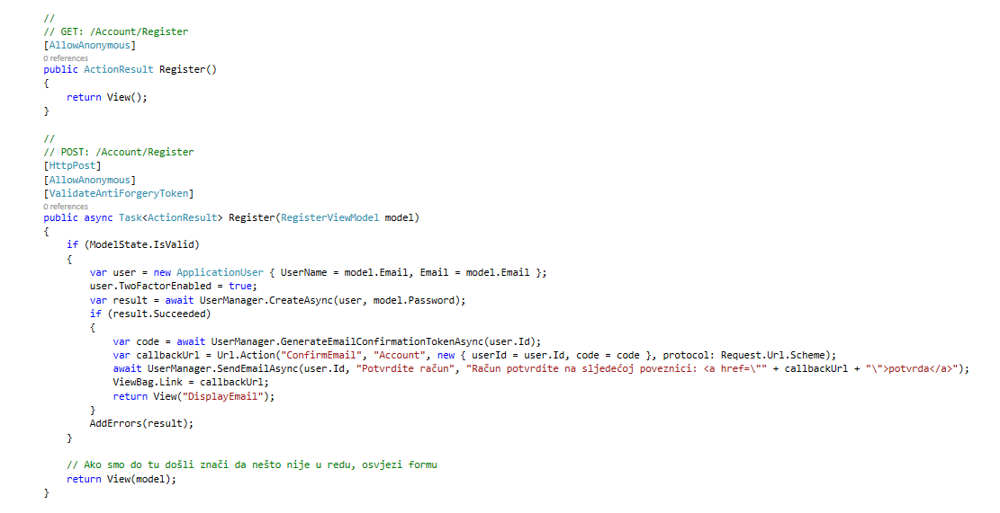 //
// GET: /Account/Register
[AllowAnonymous]
0 references
public ActionResult Register()
{
    return View();
}

//
// POST: /Account/Register
[HttpPost]
[AllowAnonymous]
[ValidateAntiForgeryToken]
0 references
public async Task<ActionResult> Register(RegisterViewModel model)
{
    if (ModelState.IsValid)
    {
        var user = new ApplicationUser { UserName = model.Email, Email = model.Email };
        user.TwoFactorEnabled = true;
        var result = await UserManager.CreateAsync(user, model.Password);
        if (result.Succeeded)
        {
            var code = await UserManager.GenerateEmailConfirmationTokenAsync(user.Id);
            var callbackUrl = Url.Action("ConfirmEmail", "Account", new { userId = user.Id, code = code }, protocol: Request.Url.Scheme);
            await UserManager.SendEmailAsync(user.Id, "Potvrdite račun", "Račun potvrdite na sljedećoj poveznici: <a href=\"" + callbackUrl + "\">potvrda</a>");
            ViewBag.Link = callbackUrl;
            return View("DisplayEmail");
        }
        AddErrors(result);
    }

    // Ako smo do tu došli znači da nešto nije u redu, osvjezi formu
    return View(model);
}